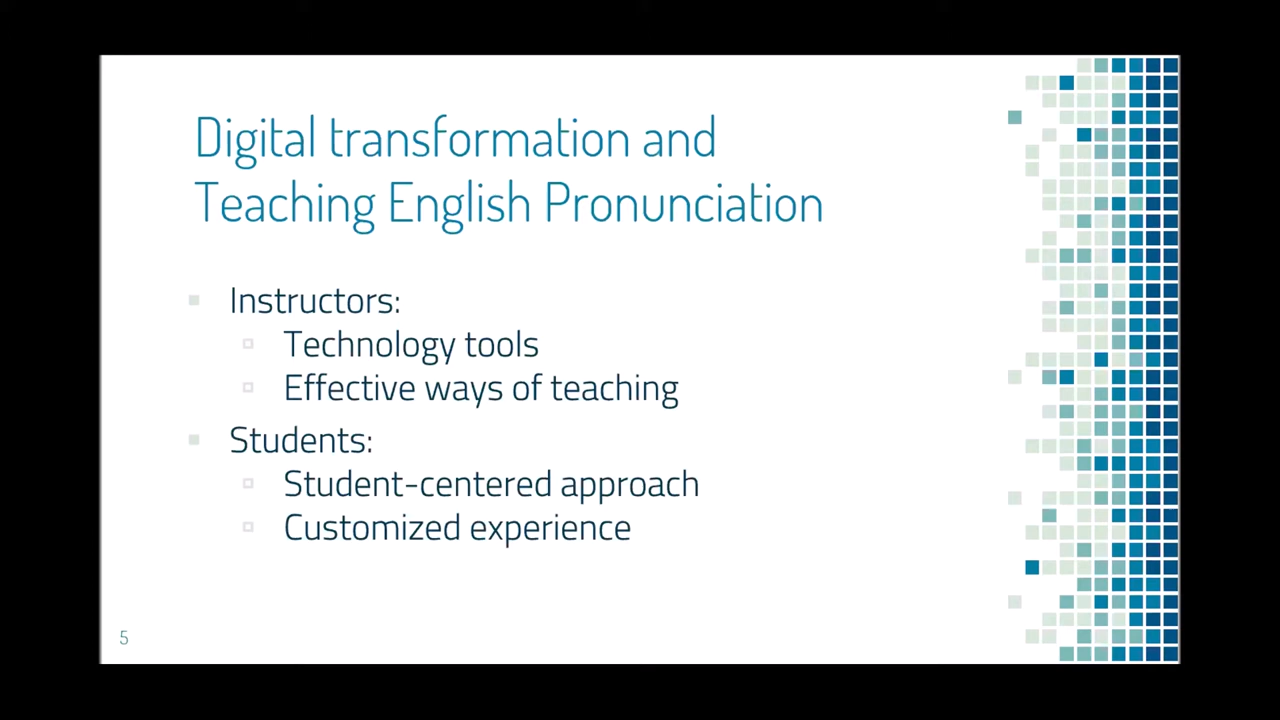 Digital transformation and
Teaching English Pronunciation
Instructors:
Technology tools
Effective ways of teaching
Students:
Student-centered approach
Customized experience
5